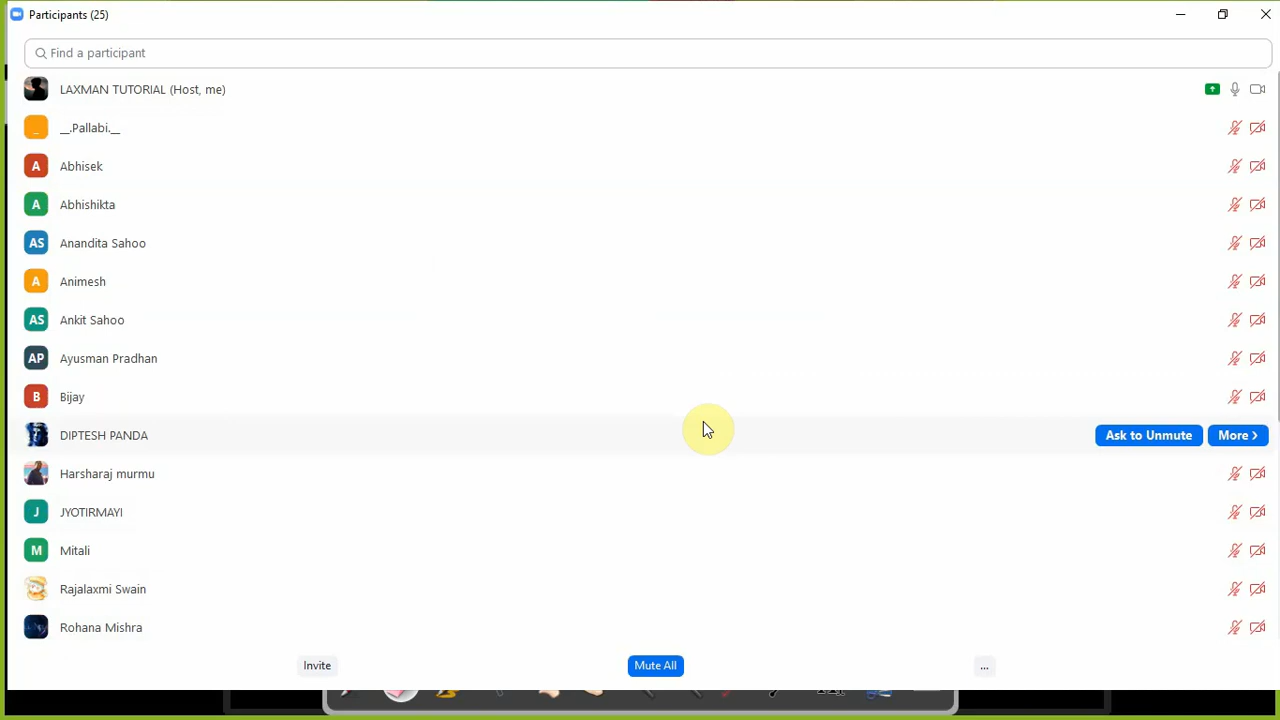 Participants (25)
Find a participant
LAXMAN TUTORIAL (Host, me)
_
__.Pallabi.__
A
Abhisek
A
Abhishikta
AS
Anandita Sahoo
A
Animesh
AS
Ankit Sahoo
AP
Ayusman Pradhan
B
Bijay
DIPTESH PANDA
Ask to Unmute
More >
Harsharaj murmu
J
JYOTIRMAYI
M
Mitali
Rajalaxmi Swain
Rohana Mishra
Invite
Mute All
...